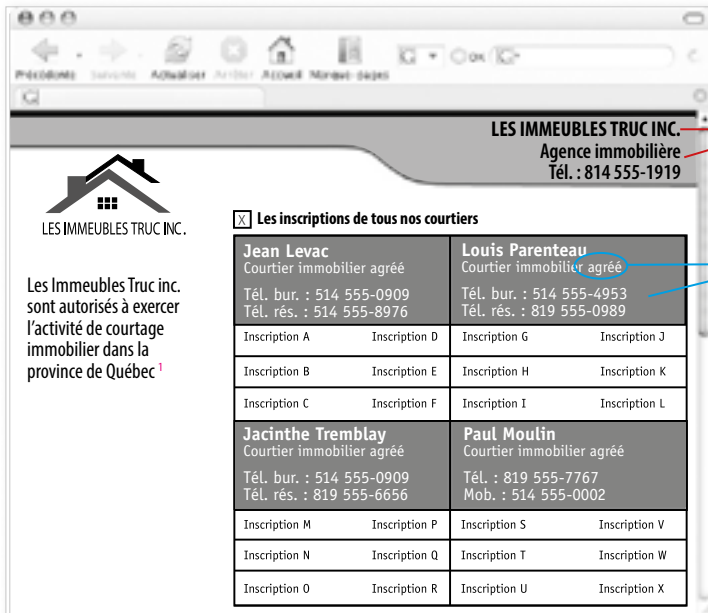 Précédente Suivante Actualiser Arrêter Accueil Marque-pages
OK
LES IMMEUBLES TRUC INC.
Agence immobilière
Tél. : 814 555-1919
LES IMMEUBLES TRUC INC.
Les Immeubles Truc inc.
sont autorisés à exercer
l'activité de courtage
immobilier dans la
province de Québec 1
X Les inscriptions de tous nos courtiers
Jean Levac
Courtier immobilier agréé
Tél. bur. : 514 555-0909
Tél. rés. : 514 555-8976
Louis Parenteau
Courtier immobilier agréé
Tél. bur. : 514 555-4953
Tél. rés. : 819 555-0989
Inscription A Inscription D Inscription G Inscription J
Inscription B Inscription E Inscription H Inscription K
Inscription C Inscription F Inscription I Inscription L
Jacinthe Tremblay
Courtier immobilier agréé
Tél. bur. : 514 555-0909
Tél. rés. : 819 555-6656
Paul Moulin
Courtier immobilier agréé
Tél. : 819 555-7767
Mob. : 514 555-0002
Inscription M Inscription P Inscription S Inscription V
Inscription N Inscription Q Inscription T Inscription W
Inscription O Inscription R Inscription U Inscription X